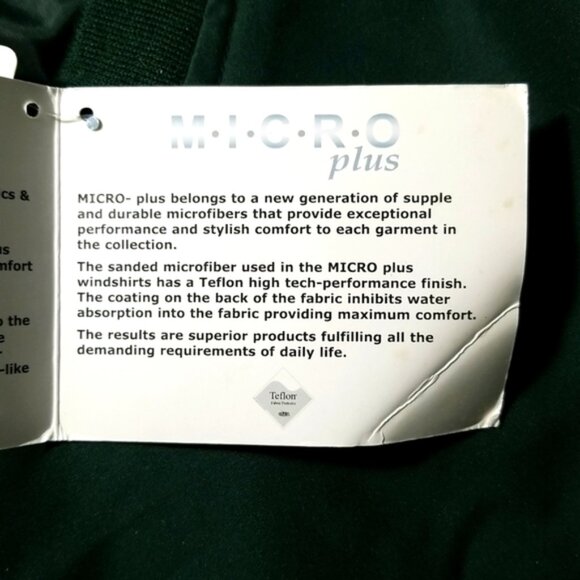 cs &
us
mfort
o the
e
-like
M·I·C·R·O
plus
MICRO- plus belongs to a new generation of supple
and durable microfibers that provide exceptional
performance and stylish comfort to each garment in
the collection.
The sanded microfiber used in the MICRO plus
windshirts has a Teflon high tech-performance finish.
The coating on the back of the fabric inhibits water
absorption into the fabric providing maximum comfort.
The results are superior products fulfilling all the
demanding requirements of daily life.
Teflon